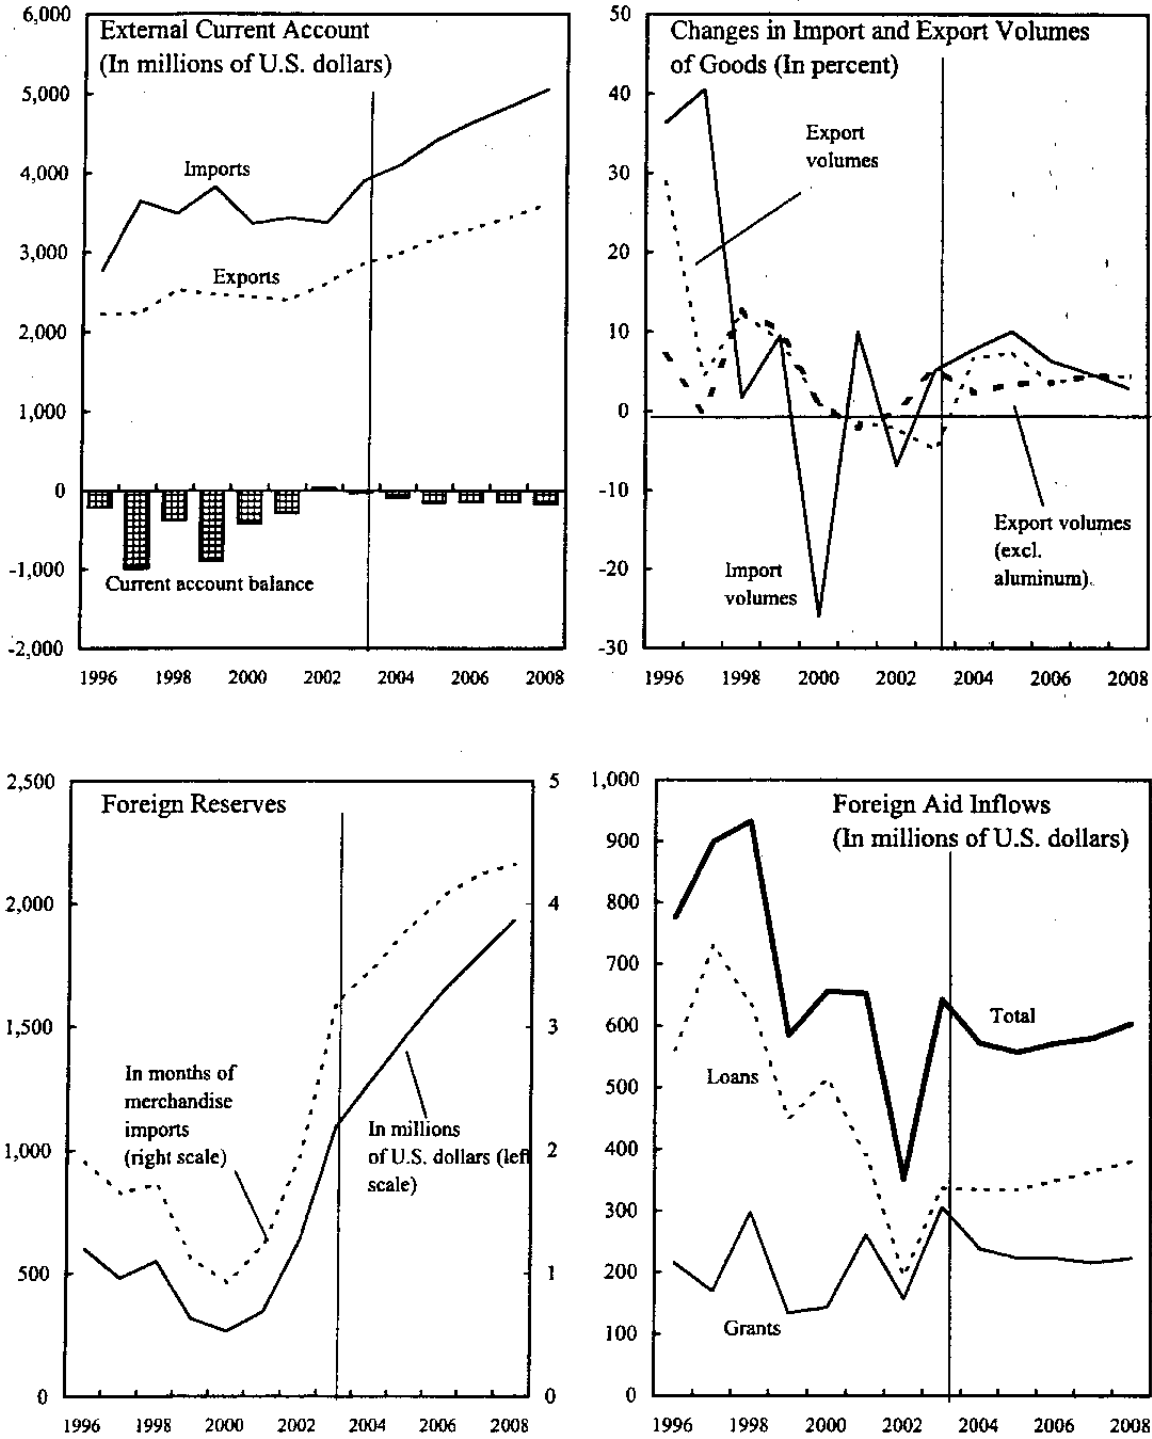 External Current Account
(In millions of U.S. dollars)
6,000
5,000
4,000
3,000
2,000
1,000
0
-1,000
-2,000
Imports
Exports
Current account balance
1996 1998 2000 2002 2004 2006 2008
Changes in Import and Export Volumes
of Goods (In percent)
50
40
30
20
10
0
-10
-20
-30
Export
volumes
Import
volumes
Export volumes
(excl.
aluminum)
1996 1998 2000 2002 2004 2006 2008
Foreign Reserves
2,500
2,000
1,500
1,000
500
0
5
4
3
2
1
0
In months of
merchandise
imports
(right scale)
In millions
of U.S. dollars (left
scale)
1996 1998 2000 2002 2004 2006 2008
Foreign Aid Inflows
(In millions of U.S. dollars)
1,000
900
800
700
600
500
400
300
200
100
0
Total
Loans
Grants
1996 1998 2000 2002 2004 2006 2008